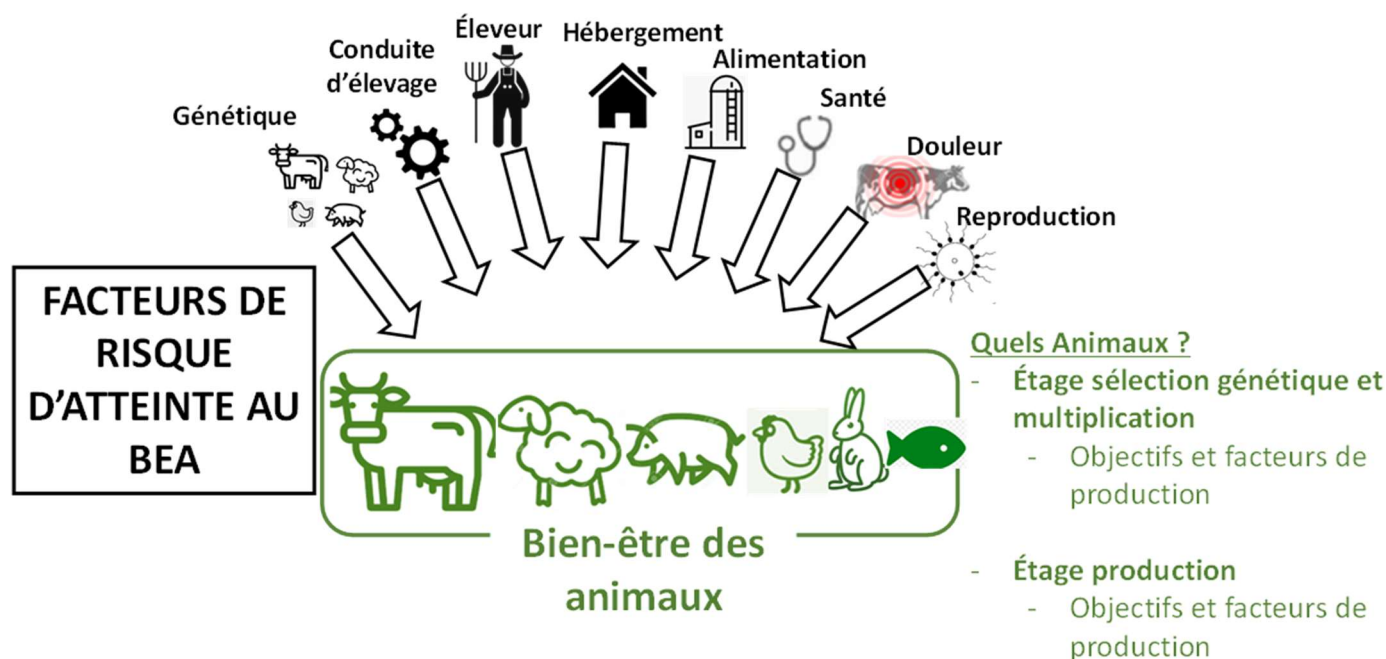 Génétique
Conduite
d’élevage
Éleveur
Hébergement
Alimentation
Santé
Douleur
Reproduction
FACTEURS DE
RISQUE
D’ATTEINTE AU
BEA
Bien-être des
animaux
Quels Animaux ?
- Étage sélection génétique et
multiplication
- Objectifs et facteurs de
production
- Étage production
- Objectifs et facteurs de
production